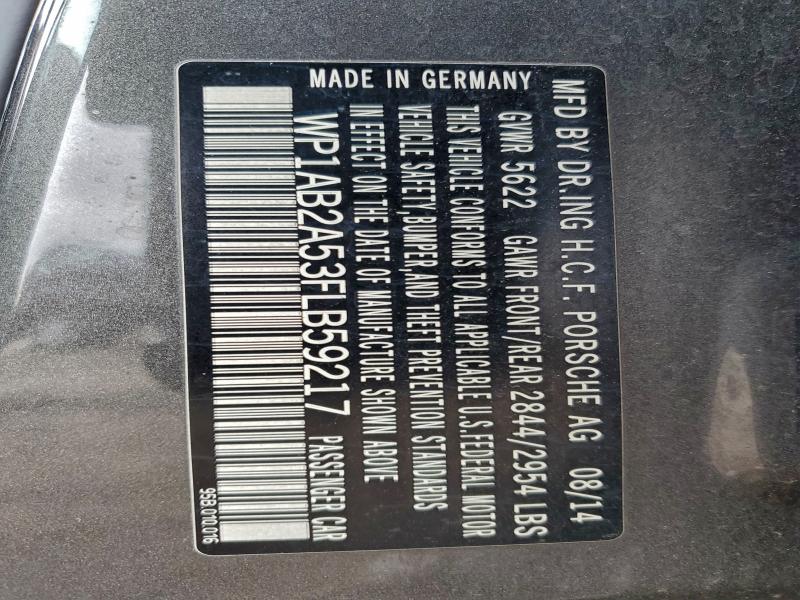 MFD BY DR.ING H.C.F. PORSCHE AG 08/14
GVWR 5622 GAWR FRONT/REAR 2844/2954 LBS
THIS VEHICLE CONFORMS TO ALL APPLICABLE U.S.FEDERAL MOTOR
VEHICLE SAFETY,BUMPER,AND THEFT PREVENTION STANDARDS
IN EFFECT ON THE DATE OF MANUFACTURE SHOWN ABOVE
WP1AB2A53FLB59217 PASSENGER CAR
MADE IN GERMANY
95B.010.016